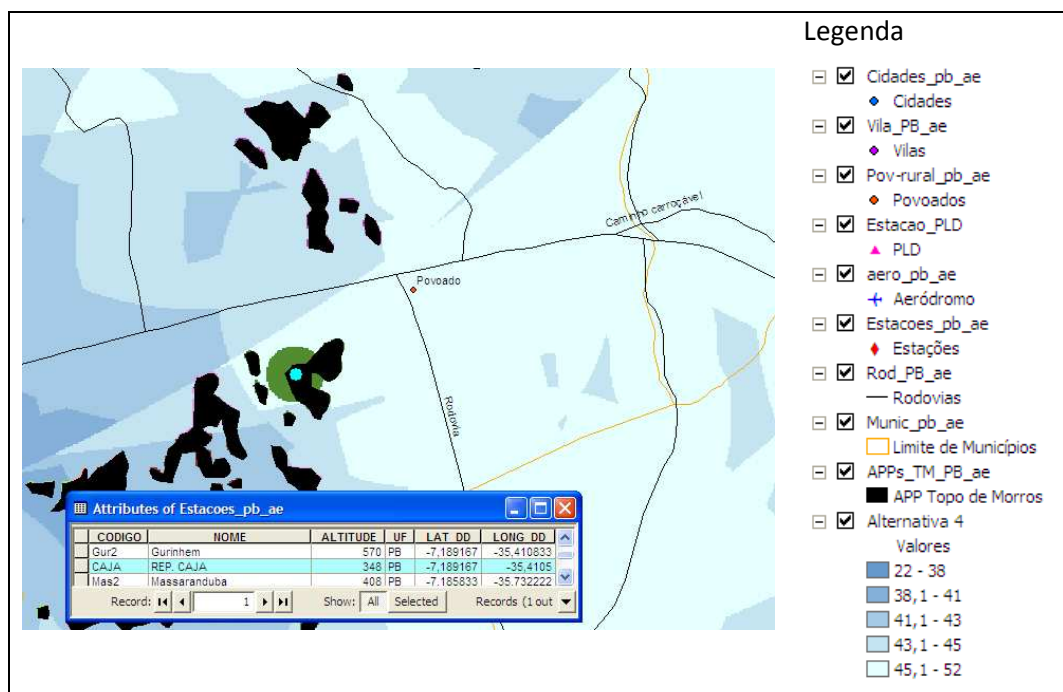 Legenda
Cidades_pb_ae
Cidades
Vila_PB_ae
Vilas
Pov-rural_pb_ae
Povoados
Estacao_PLD
PLD
aero_pb_ae
Aeródromo
Estacoes_pb_ae
Estações
Rod_PB_ae
Rodovias
Munic_pb_ae
Limite de Municípios
APPs_TM_PB_ae
APP Topo de Morros
Alternativa 4
Valores
22 - 38
38,1 - 41
41,1 - 43
43,1 - 45
45,1 - 52
Caminho carroçável
Povoado
Rodovia
Attributes of Estacoes_pb_ae
CODIGO NOME ALTITUDE UF LAT_DD LONG_DD
Gur2 Gurinhem 570 PB -7,189167 -35,410833
CAJA REP. CAJA 348 PB -7,189167 -35,4105
Mas2 Massaranduba 408 PB -7,185833 -35,732222
Record: 1 Show: All Selected Records (1 out